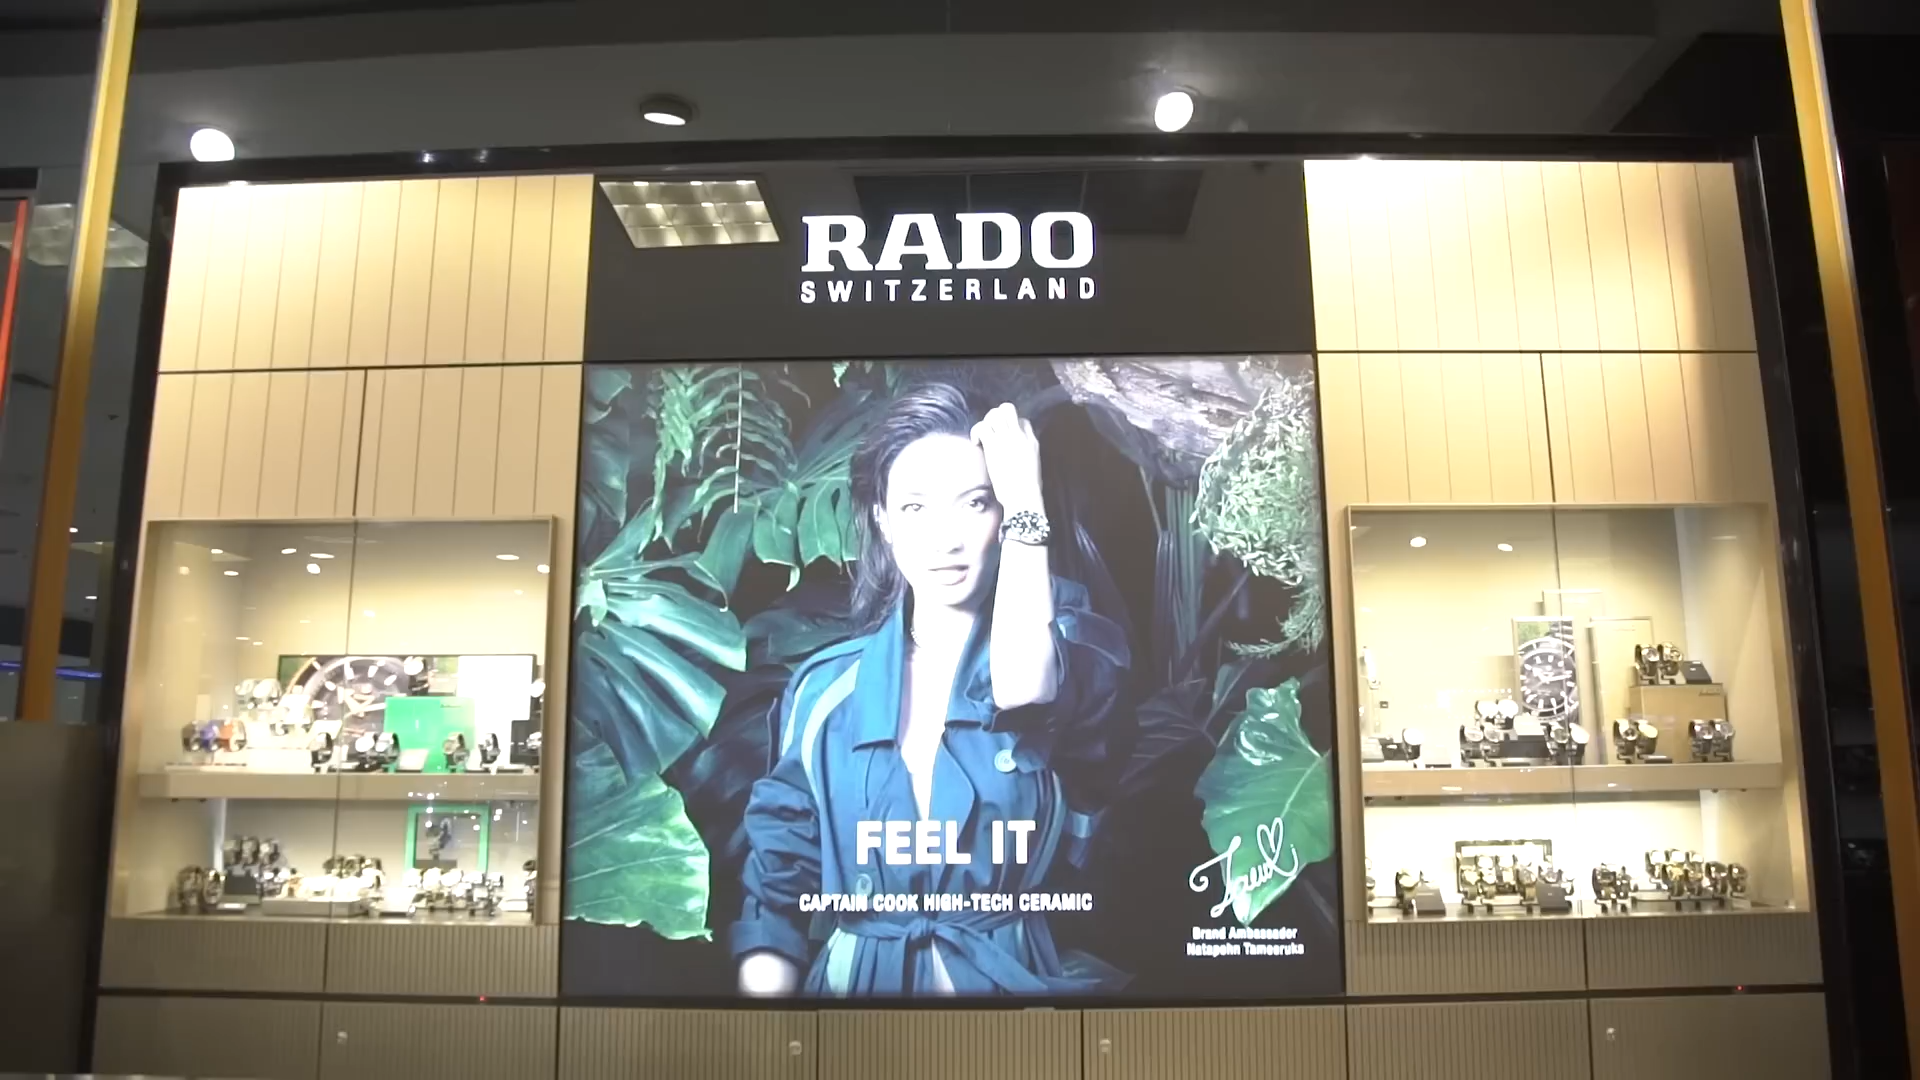 RADO
SWITZERLAND
FEEL IT
CAPTAIN COOK HIGH-TECH CERAMIC
Brand Ambassador
Natapohn Tameeruks